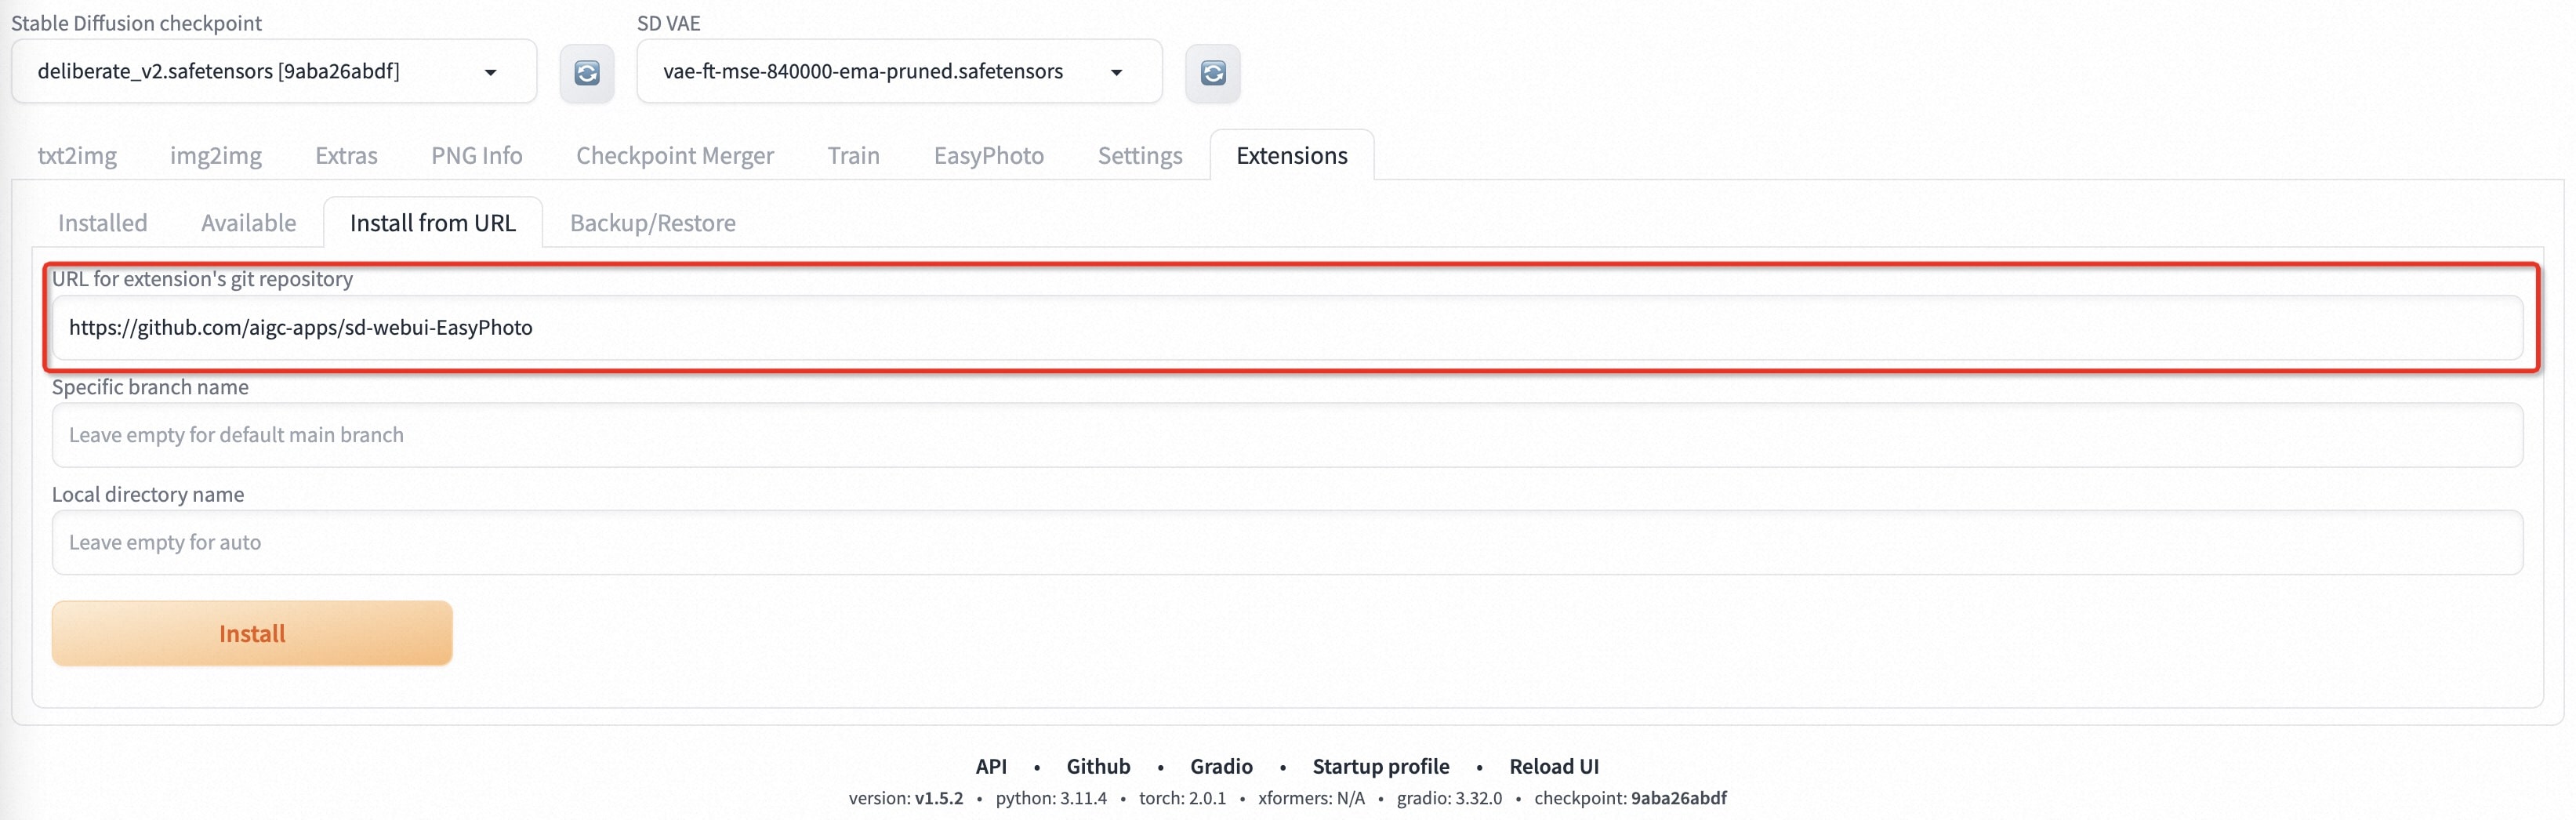 Stable Diffusion checkpoint SD VAE
deliberate_v2.safetensors [9aba26abdf] vae-ft-mse-840000-ema-pruned.safetensors
txt2img img2img Extras PNG Info Checkpoint Merger Train EasyPhoto Settings Extensions
Installed Available Install from URL Backup/Restore
URL for extension's git repository
https://github.com/aigc-apps/sd-webui-EasyPhoto
Specific branch name
Leave empty for default main branch
Local directory name
Leave empty for auto
Install
API • Github • Gradio • Startup profile • Reload UI
version: v1.5.2 • python: 3.11.4 • torch: 2.0.1 • xformers: N/A • gradio: 3.32.0 • checkpoint: 9aba26abdf